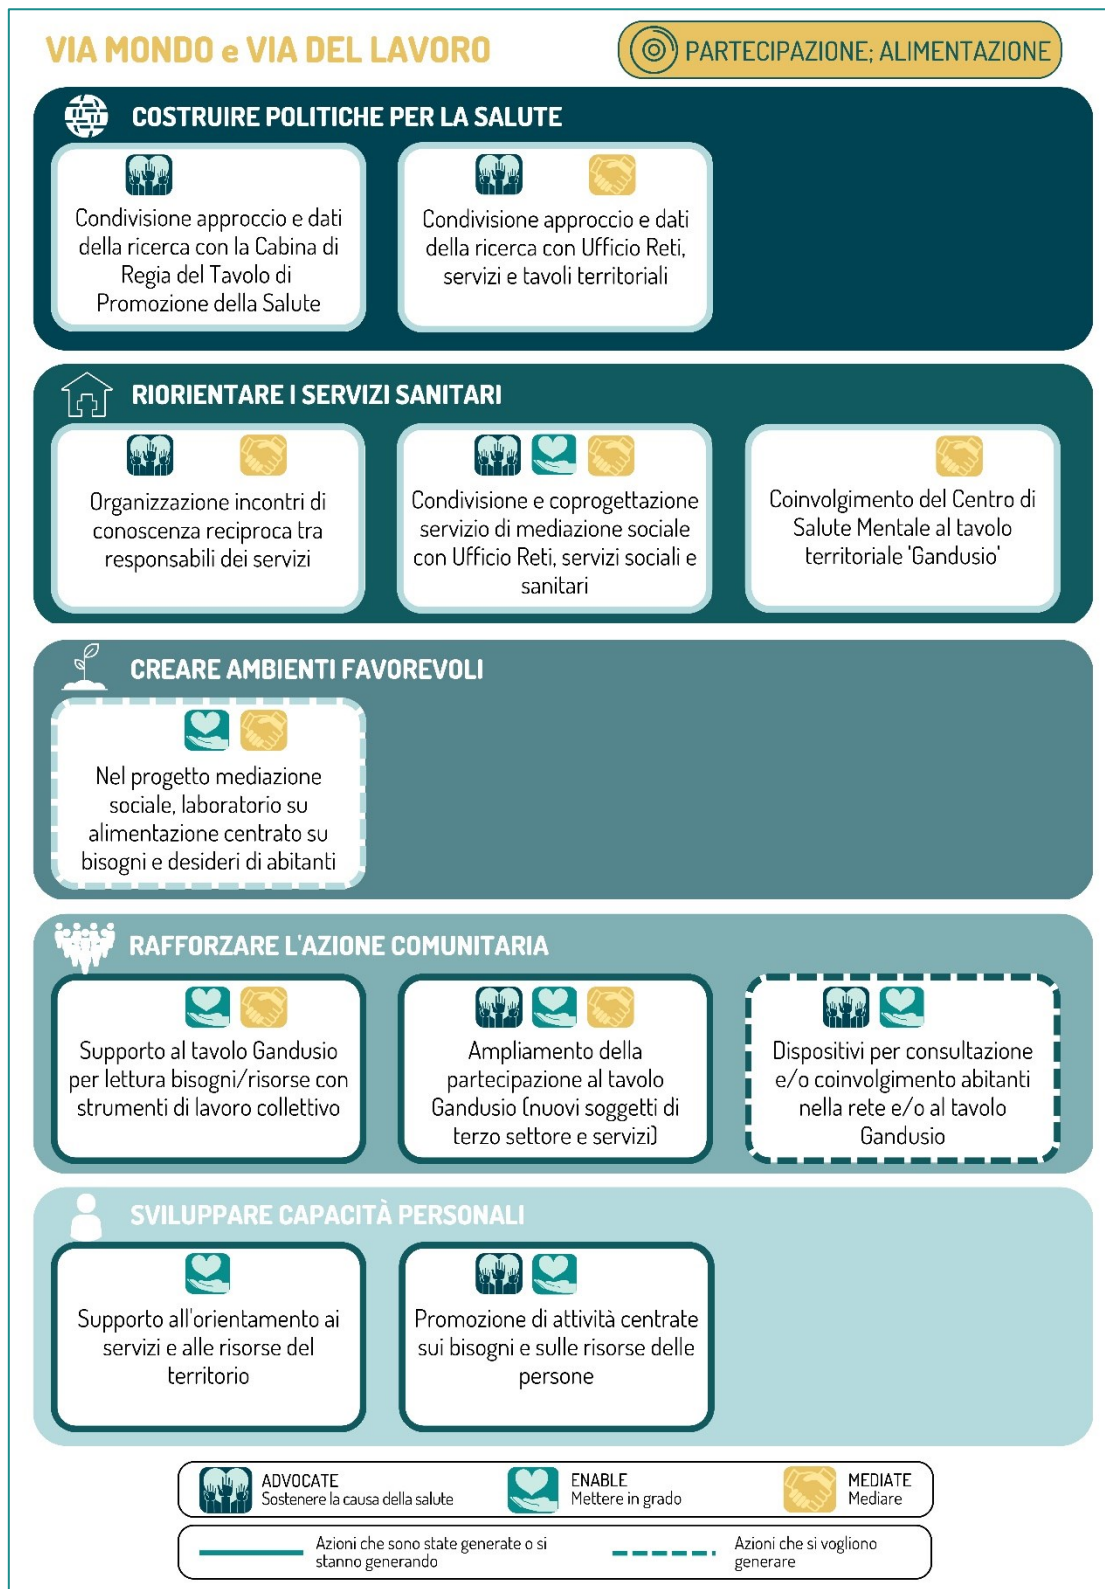 VIA MONDO e VIA DEL LAVORO
PARTECIPAZIONE; ALIMENTAZIONE
COSTRUIRE POLITICHE PER LA SALUTE
Condivisione approccio e dati
della ricerca con la Cabina di
Regia del Tavolo di
Promozione della Salute
Condivisione approccio e dati
della ricerca con Ufficio Reti,
servizi e tavoli territoriali
RIORIENTARE I SERVIZI SANITARI
Organizzazione incontri di
conoscenza reciproca tra
responsabili dei servizi
Condivisione e coprogettazione
servizio di mediazione sociale
con Ufficio Reti, servizi sociali e
sanitari
Coinvolgimento del Centro di
Salute Mentale al tavolo
territoriale 'Gandusio'
CREARE AMBIENTI FAVOREVOLI
Nel progetto mediazione
sociale, laboratorio su
alimentazione centrato su
bisogni e desideri di abitanti
RAFFORZARE L'AZIONE COMUNITARIA
Supporto al tavolo Gandusio
per lettura bisogni/risorse con
strumenti di lavoro collettivo
Ampliamento della
partecipazione al tavolo
Gandusio (nuovi soggetti di
terzo settore e servizi)
Dispositivi per consultazione
e/o coinvolgimento abitanti
nella rete e/o al tavolo
Gandusio
SVILUPPARE CAPACITÀ PERSONALI
Supporto all'orientamento ai
servizi e alle risorse del
territorio
Promozione di attività centrate
sui bisogni e sulle risorse delle
persone
ADVOCATE
Sostenere la causa della salute
ENABLE
Mettere in grado
MEDIATE
Mediare
Azioni che sono state generate o si
stanno generando
Azioni che si vogliono
generare